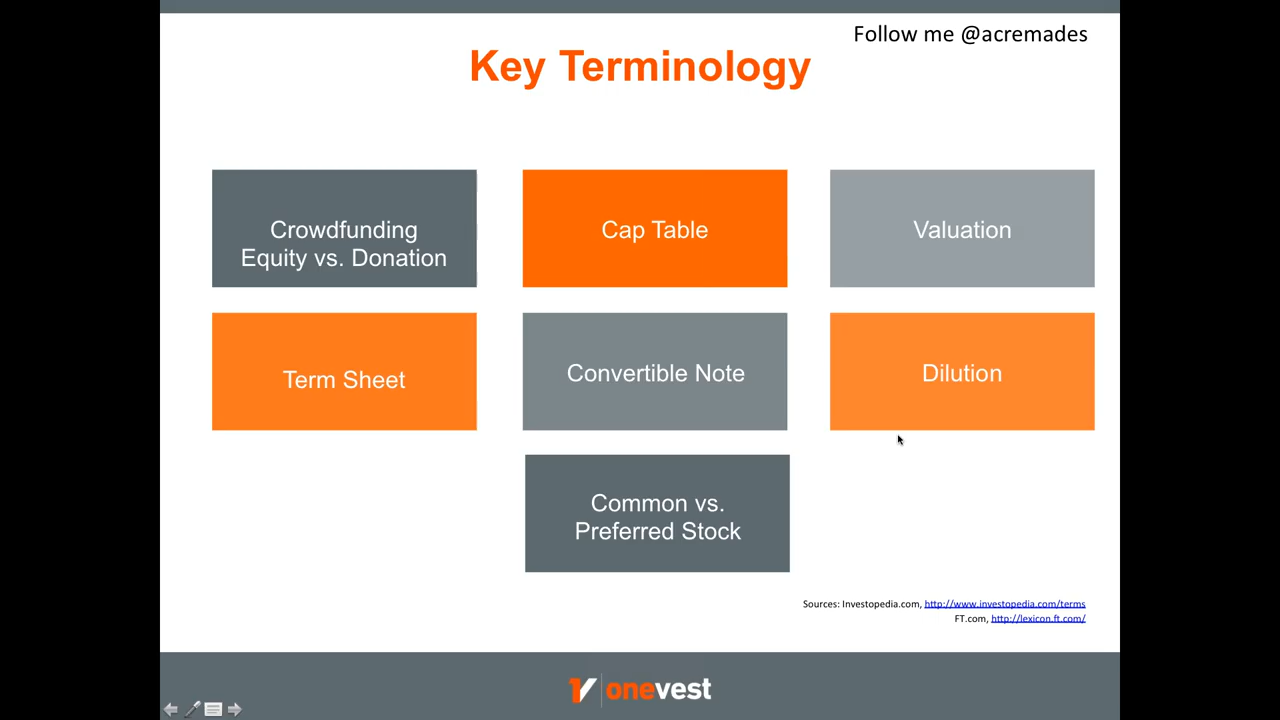 Follow me @acremades
Key Terminology
Crowdfunding
Equity vs. Donation
Cap Table
Valuation
Term Sheet
Convertible Note
Dilution
Common vs.
Preferred Stock
Sources: Investopedia.com, http://www.investopedia.com/terms
FT.com, http://lexicon.ft.com/
onevest